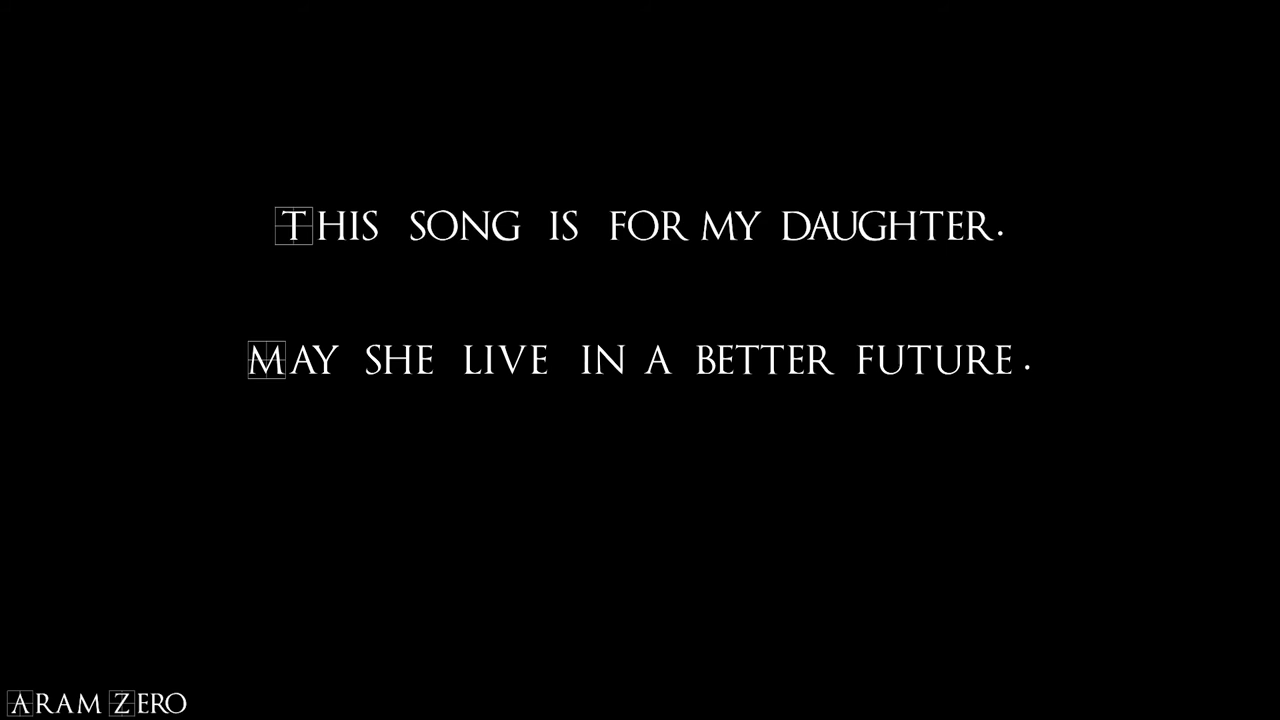 THIS SONG IS FOR MY DAUGHTER.
MAY SHE LIVE IN A BETTER FUTURE.
ARAM ZERO